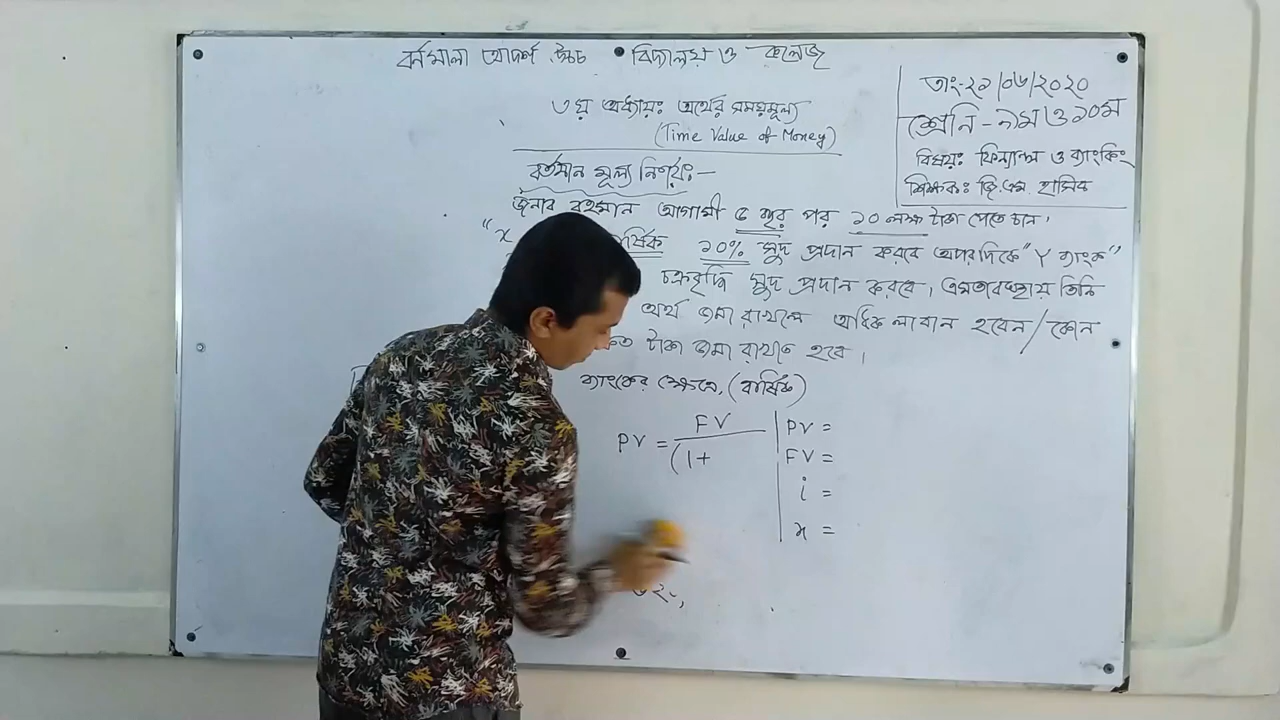 বর্ণমালা আদর্শ উচ্চ বিদ্যালয় ও কলেজ
৩য় অধ্যায়ঃ অর্থের সময়মূল্য
(Time Value of Money)
তাং-২১/০৬/২০২০
শ্রেনি - ৯ম ও ১০ম
বিষয়ঃ ফিন্যান্স ও ব্যাংকিং
শিক্ষকঃ জি.এম. হাসিব
বর্তমান মূল্য নির্ণয়ঃ-
জনাব রহমান আগামী ৫ বছর পর ১০ লক্ষ টাকা পেতে চান।
"x র্ষিক ১০% সুদ প্রদান করবে অপরদিকে "Y ব্যাংক"
চক্রবৃদ্ধি সুদ প্রদান করবে। এমতাবস্থায় তিনি
অর্থ জমা রাখলে অধিক লাবান হবেন/কোন
কত টাকা জমা রাখতে হবে।
ব্যাংকের ক্ষেত্রে, (বার্ষিক)
PV = FV
(1+
PV =
FV =
i =
n =